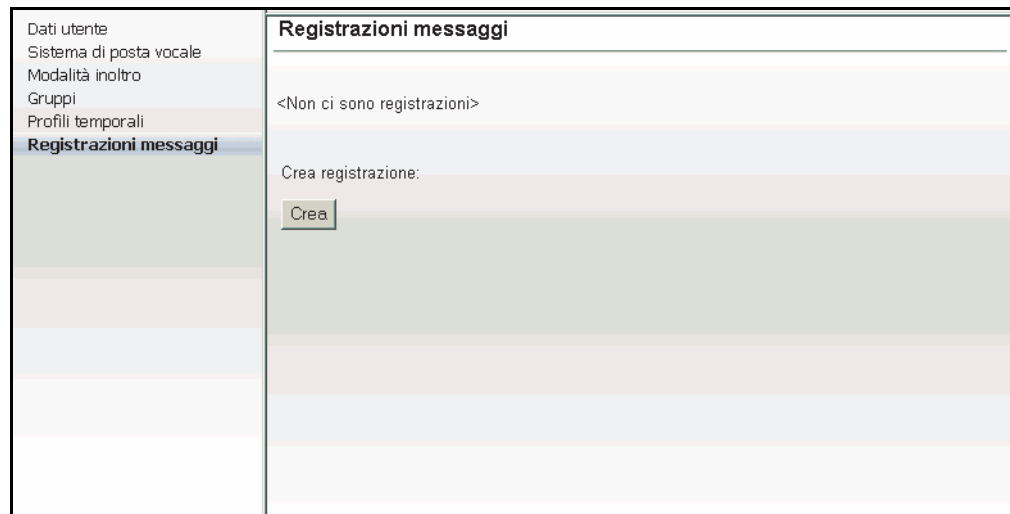 Dati utente
Sistema di posta vocale
Modalità inoltro
Gruppi
Profili temporali
Registrazioni messaggi
Registrazioni messaggi
<Non ci sono registrazioni>
Crea registrazione:
Crea